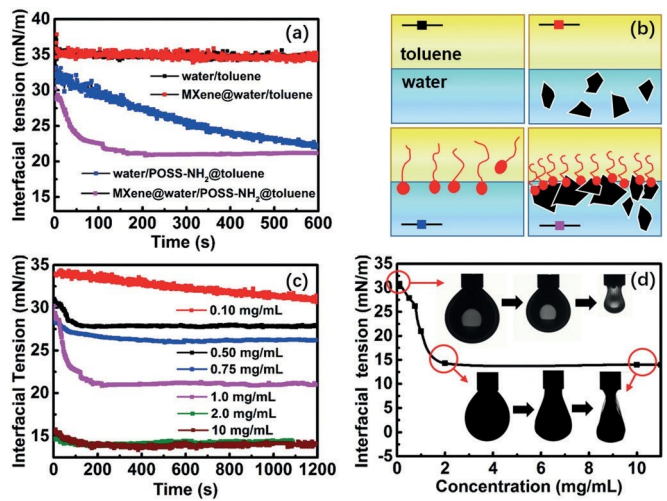 (a)
Interfacial tension (mN/m)
40
35
30
25
20
15
0 100 200 300 400 500 600
Time (s)
water/toluene
MXene@water/toluene
water/POSS-NH₂@toluene
MXene@water/POSS-NH₂@toluene
(b)
toluene
water
(c)
Interfacial Tension (mN/m)
35
30
25
20
15
0 200 400 600 800 1000 1200
Time (s)
0.10 mg/mL
0.50 mg/mL
0.75 mg/mL
1.0 mg/mL
2.0 mg/mL
10 mg/mL
(d)
Interfacial tension (mN/m)
35
30
25
20
15
10
5
0
-5
0 2 4 6 8 10
Concentration (mg/mL)